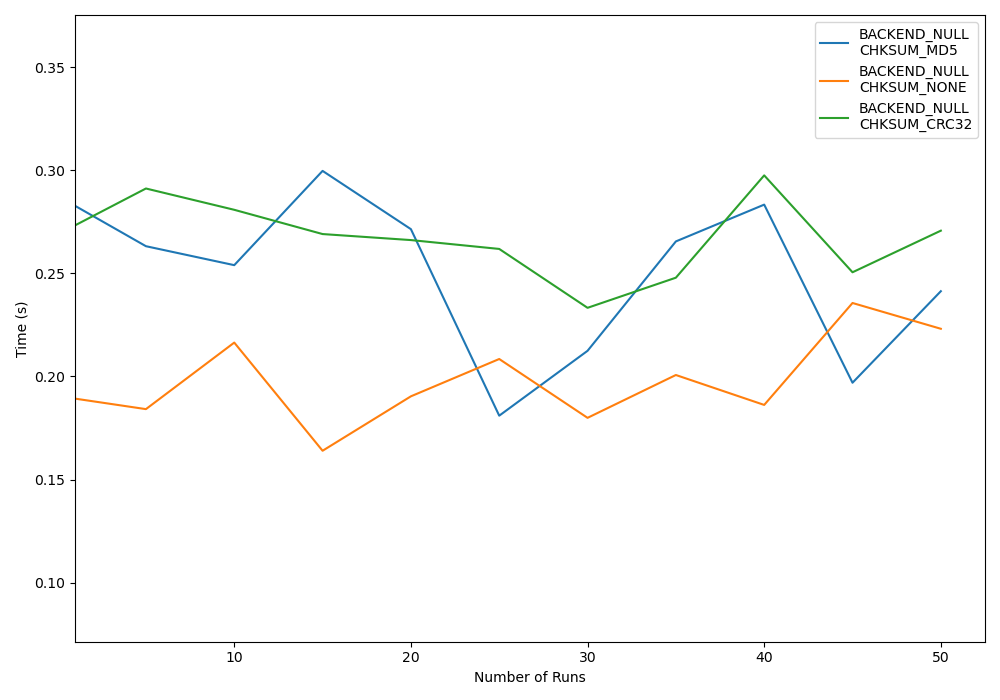 BACKEND_NULL
CHKSUM_MD5
BACKEND_NULL
CHKSUM_NONE
BACKEND_NULL
CHKSUM_CRC32
0.35
0.30
0.25
0.20
0.15
0.10
Time (s)
10 20 30 40 50
Number of Runs